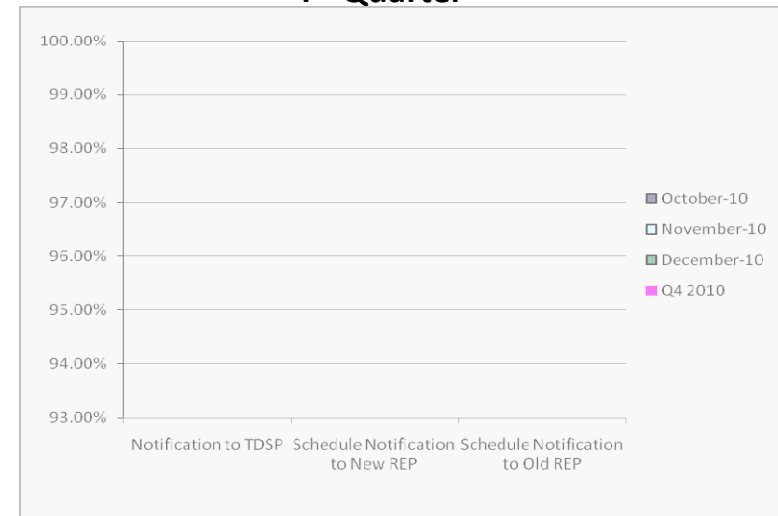 100.00%
99.00%
98.00%
97.00%
96.00%
95.00%
94.00%
93.00%
Notification to TDSP
Schedule Notification
to New REP
Schedule Notification
to Old REP
October-10
November-10
December-10
Q4 2010